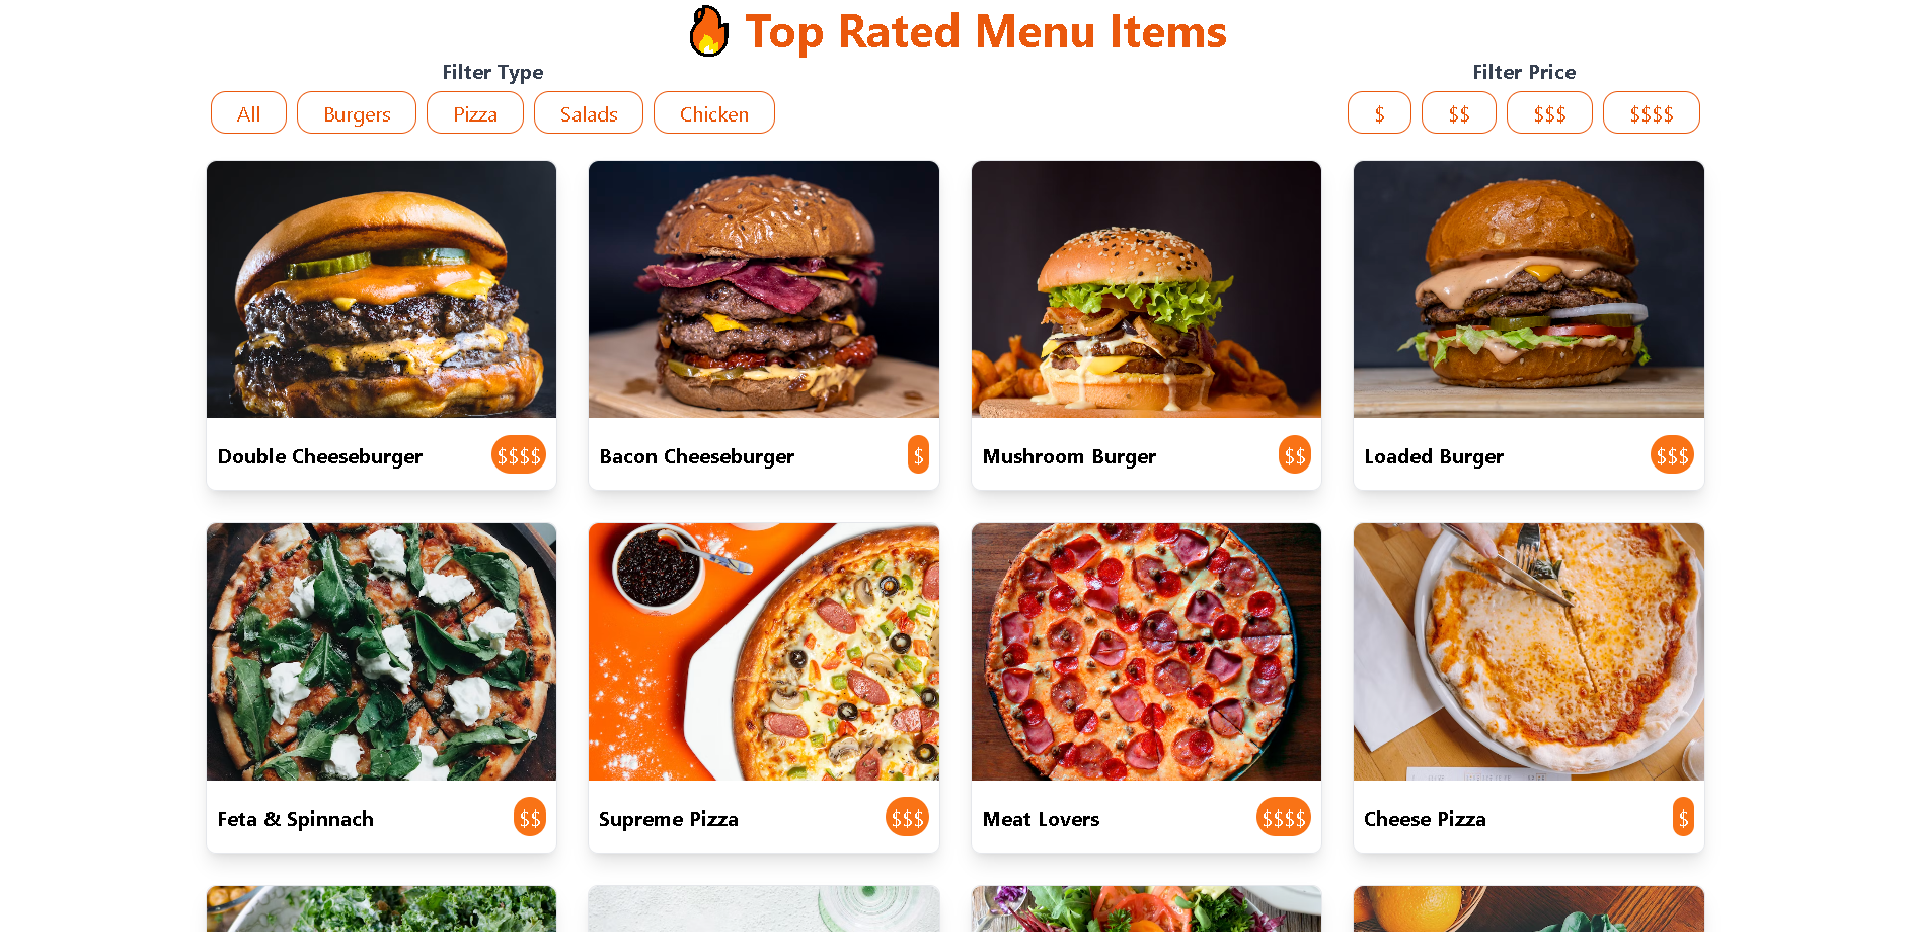 Top Rated Menu Items
Filter Type
Filter Price
All Burgers Pizza Salads Chicken
$ $$ $$$ $$$$
Double Cheeseburger $$$$
Bacon Cheeseburger $
Mushroom Burger $$
Loaded Burger $$$
Feta & Spinnach $$
Supreme Pizza $$$
Meat Lovers $$$$
Cheese Pizza $